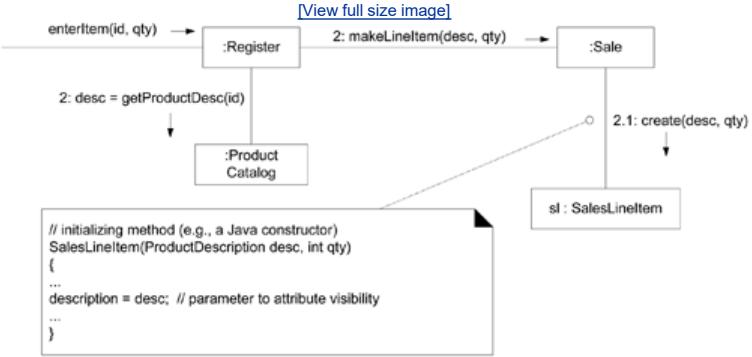 [View full size image]
enterItem(id, qty)
:Register
2: makeLineItem(desc, qty)
:Sale
2: desc = getProductDesc(id)
2.1: create(desc, qty)
:Product
Catalog
sl : SalesLineItem
// initializing method (e.g., a Java constructor)
SalesLineItem(ProductDescription desc, int qty)
{
...
description = desc;  // parameter to attribute visibility
...
}